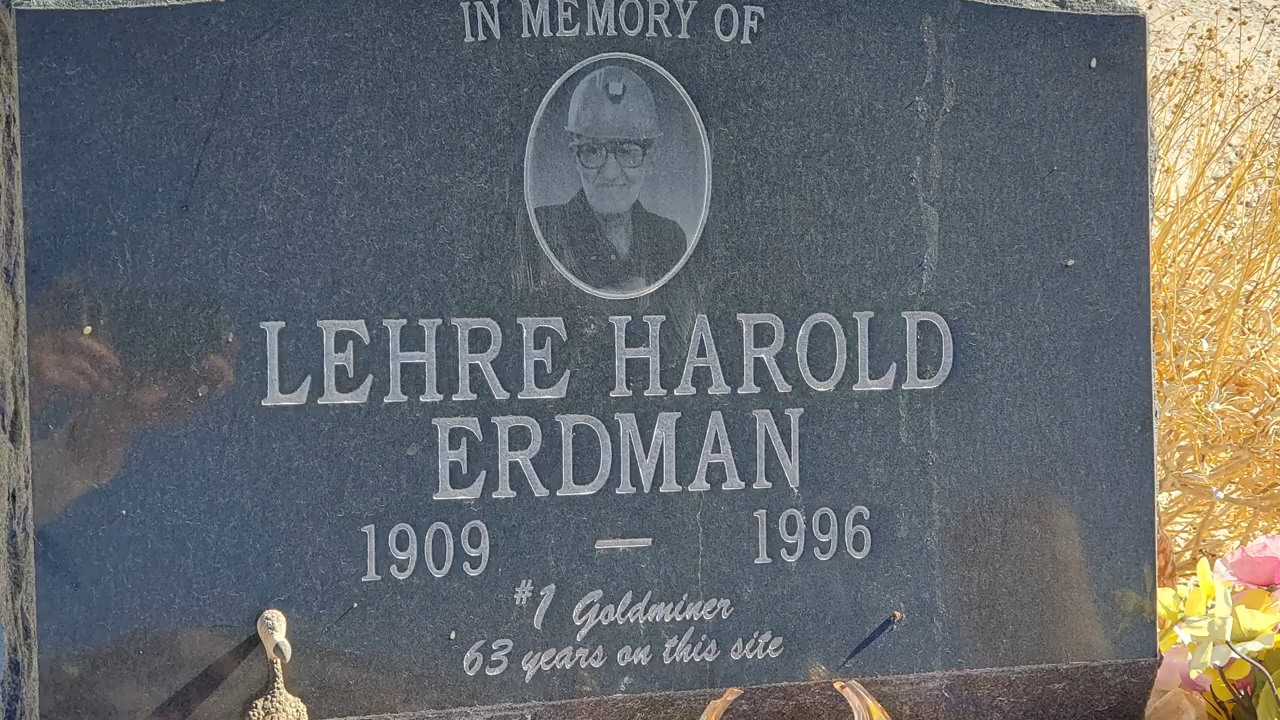 IN MEMORY OF
LEHRE HAROLD
ERDMAN
1909 — 1996
#1 Goldminer
63 years on this site